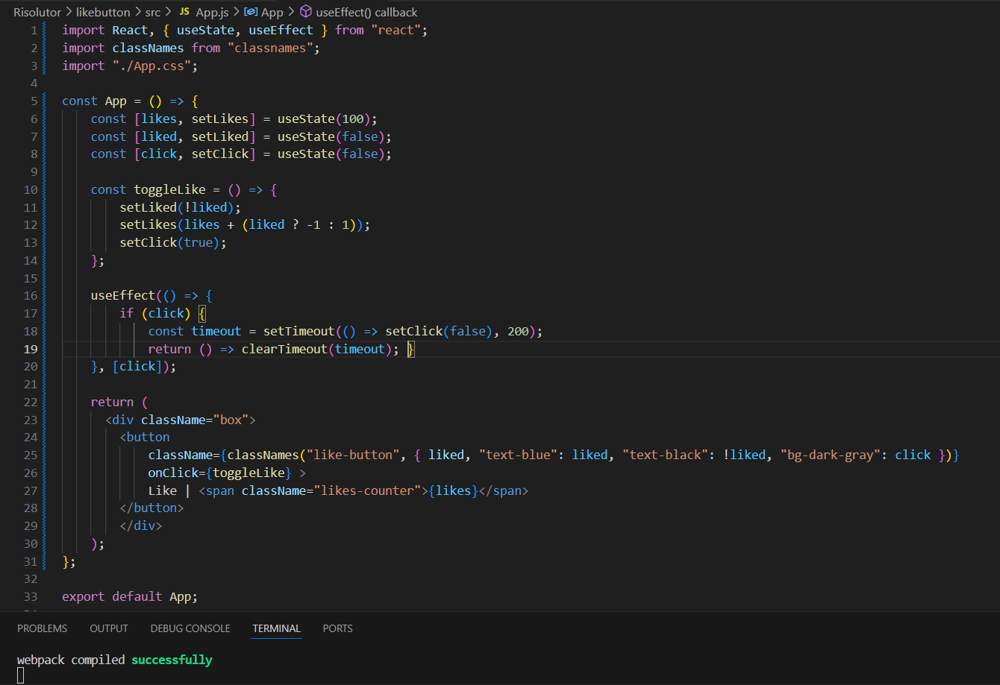 Risolutor > likebutton > src > JS App.js > App > useEffect() callback
1 import React, { useState, useEffect } from "react";
2 import classNames from "classnames";
3 import "./App.css";
4
5 const App = () => {
6 const [likes, setLikes] = useState(100);
7 const [liked, setLiked] = useState(false);
8 const [click, setClick] = useState(false);
9
10 const toggleLike = () => {
11 setLiked(!liked);
12 setLikes(likes + (liked ? -1 : 1));
13 setClick(true);
14 };
15
16 useEffect(() => {
17 if (click) {
18 const timeout = setTimeout(() => setClick(false), 200);
19 return () => clearTimeout(timeout); }
20 }, [click]);
21
22 return (
23 <div className="box">
24 <button
25 className={classNames("like-button", { liked, "text-blue": liked, "text-black": !liked, "bg-dark-gray": click })}
26 onClick={toggleLike} >
27 Like | <span className="likes-counter">{likes}</span>
28 </button>
29 </div>
30 );
31 };
32
33 export default App;
PROBLEMS OUTPUT DEBUG CONSOLE TERMINAL PORTS
webpack compiled successfully